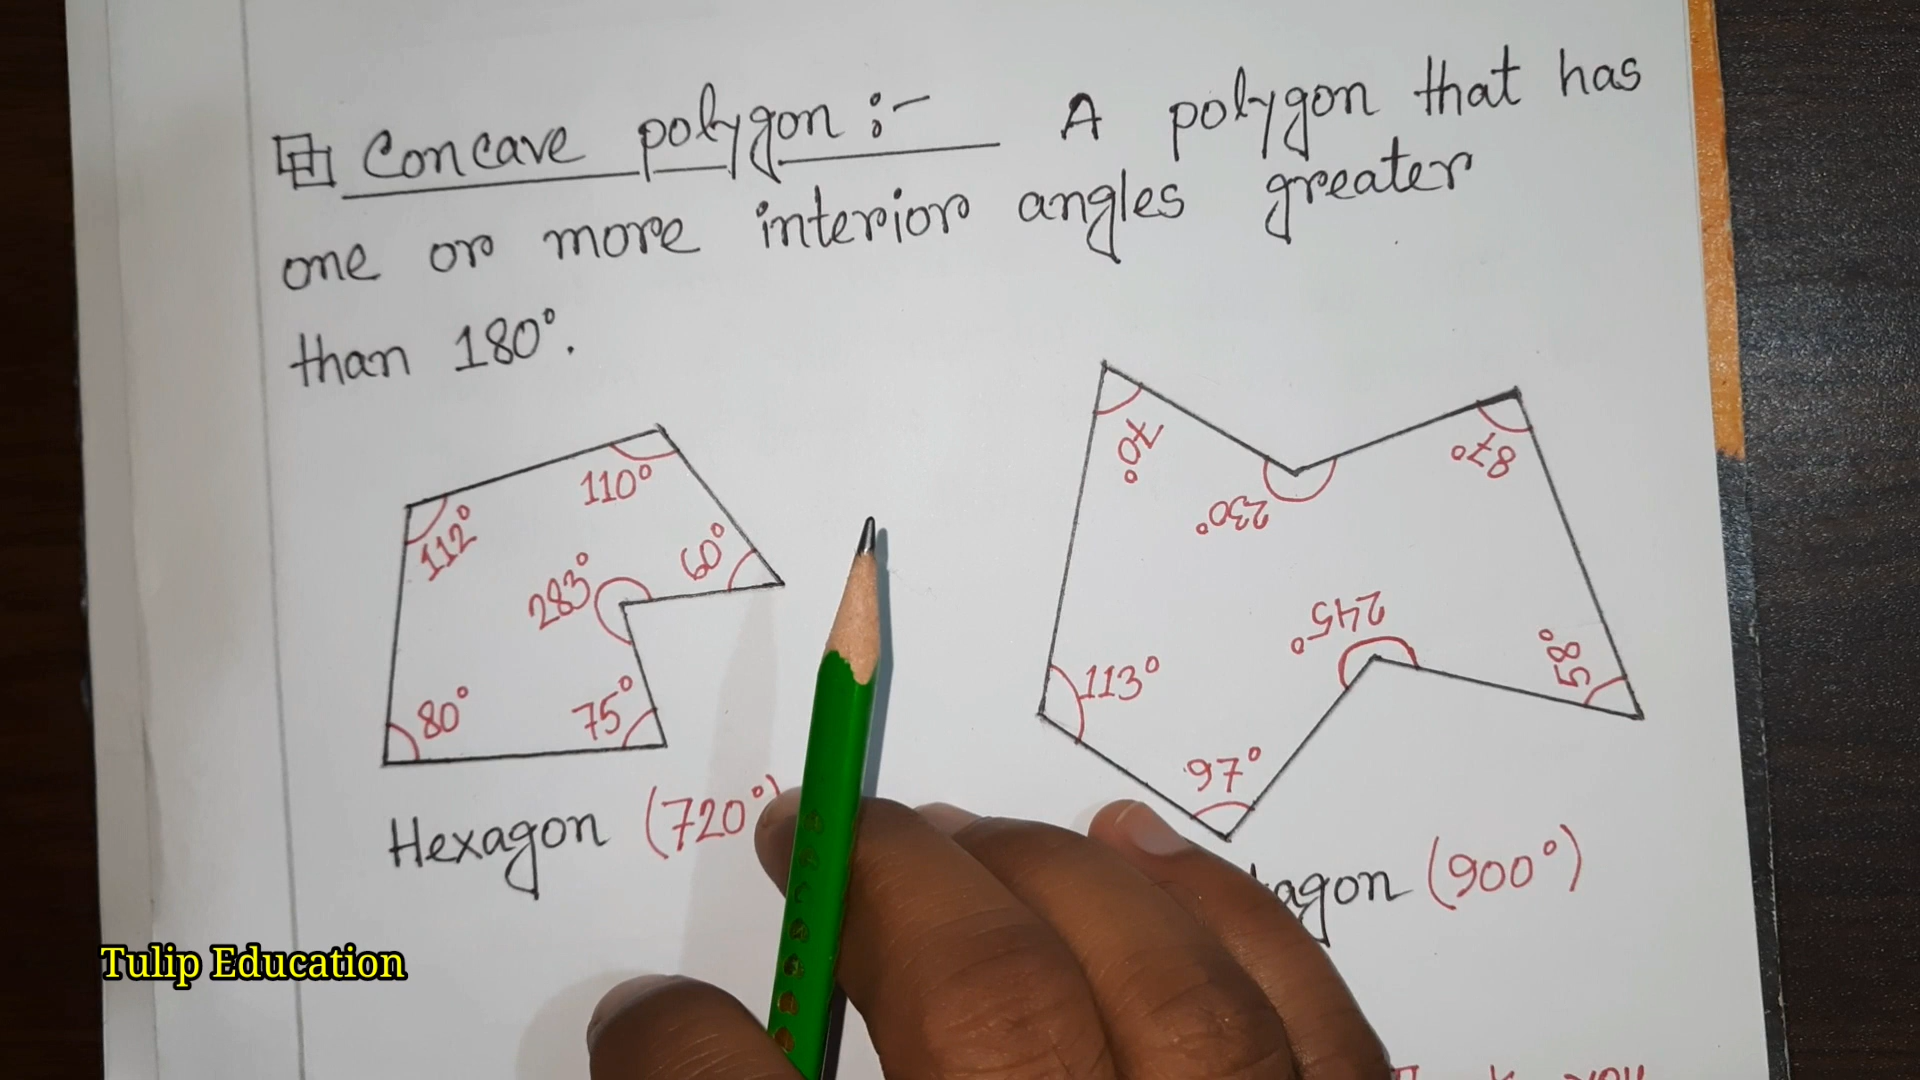 Concave polygon :- A polygon that has
one or more interior angles greater
than 180°.
112°
110°
60°
283°
80°
75°
Hexagon (720°)
70°
230°
87°
245°
58°
113°
97°
agon (900°)
Tulip Education
you